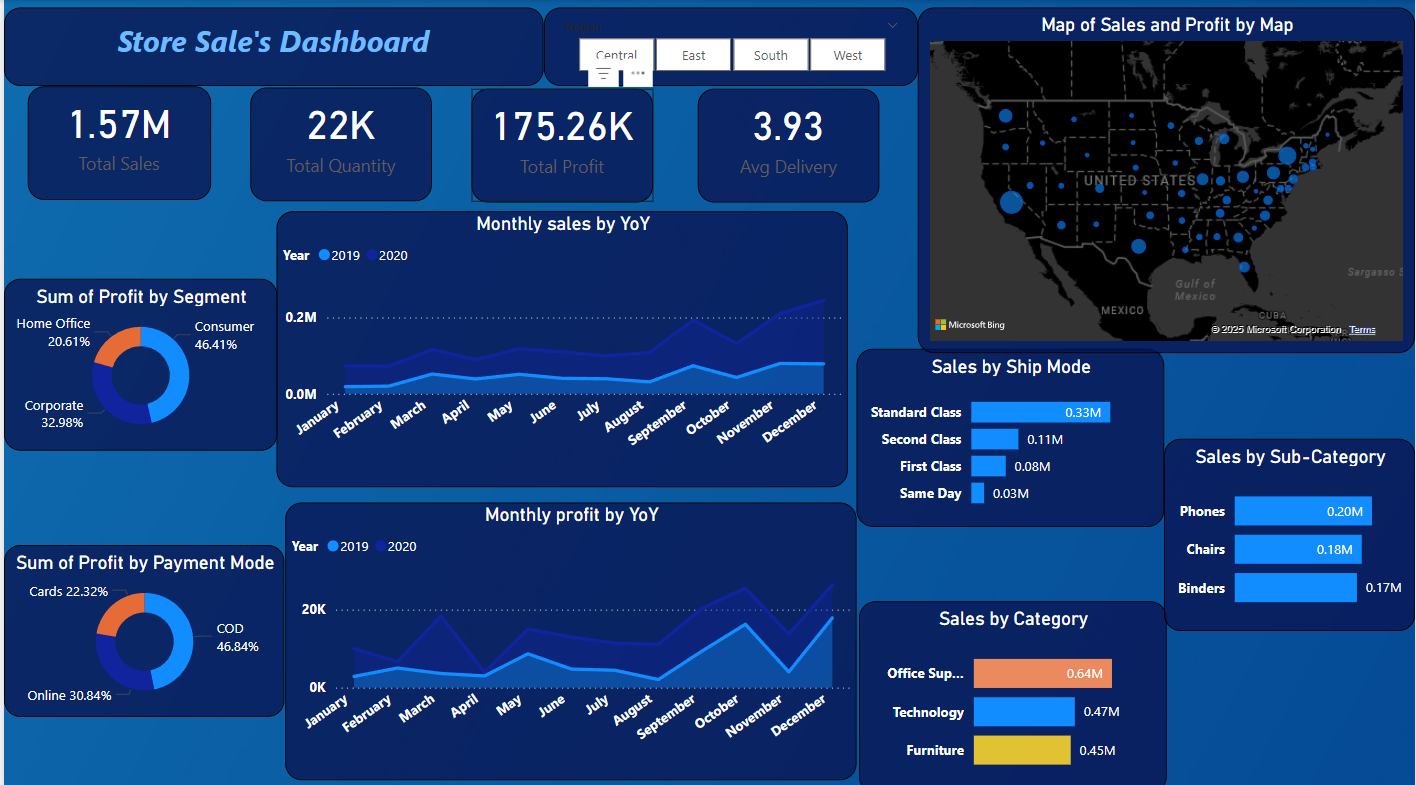 Store Sale's Dashboard
Region
Central
East
South
West
1.57M
Total Sales
22K
Total Quantity
175.26K
Total Profit
3.93
Avg Delivery
Map of Sales and Profit by Map
UNITED STATES
MEXICO
Gulf of
Mexico
CUBA
Sargasso S
Microsoft Bing
© 2025 Microsoft Corporation
Terms
Monthly sales by YoY
Year 2019 2020
0.2M
0.0M
January
February
March
April
May
June
July
August
September
October
November
December
Sum of Profit by Segment
Home Office
20.61%
Consumer
46.41%
Corporate
32.98%
Sales by Ship Mode
Standard Class 0.33M
Second Class 0.11M
First Class 0.08M
Same Day 0.03M
Sales by Sub-Category
Phones 0.20M
Chairs 0.18M
Binders 0.17M
Monthly profit by YoY
Year 2019 2020
20K
0K
January
February
March
April
May
June
July
August
September
October
November
December
Sum of Profit by Payment Mode
Cards 22.32%
COD
46.84%
Online 30.84%
Sales by Category
Office Sup... 0.64M
Technology 0.47M
Furniture 0.45M